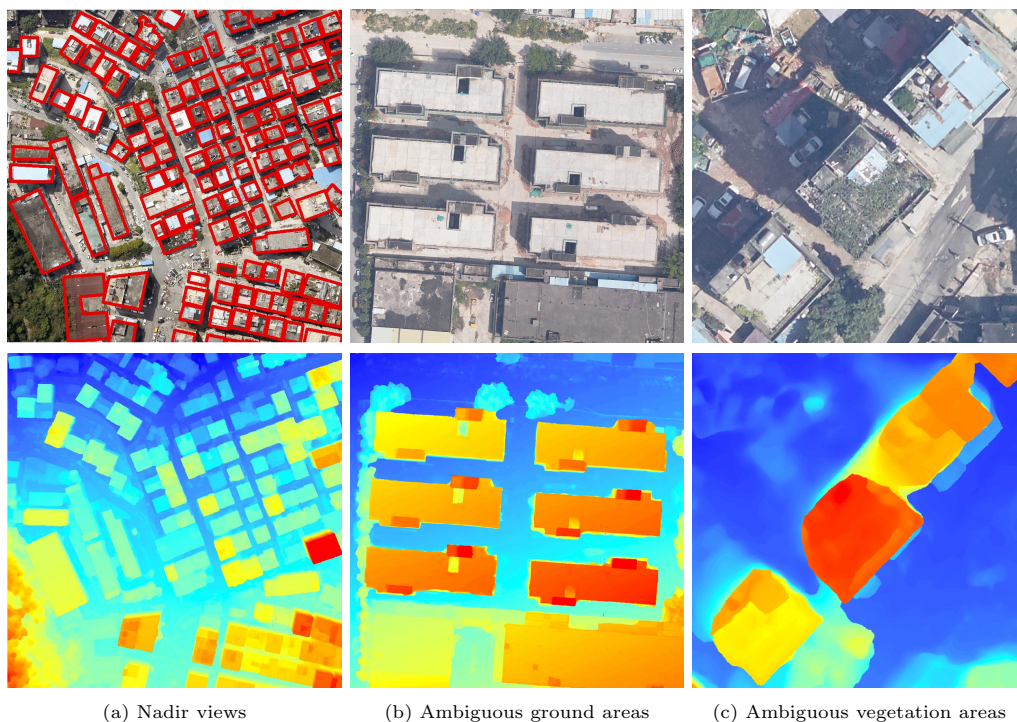 (a) Nadir views
(b) Ambiguous ground areas
(c) Ambiguous vegetation areas